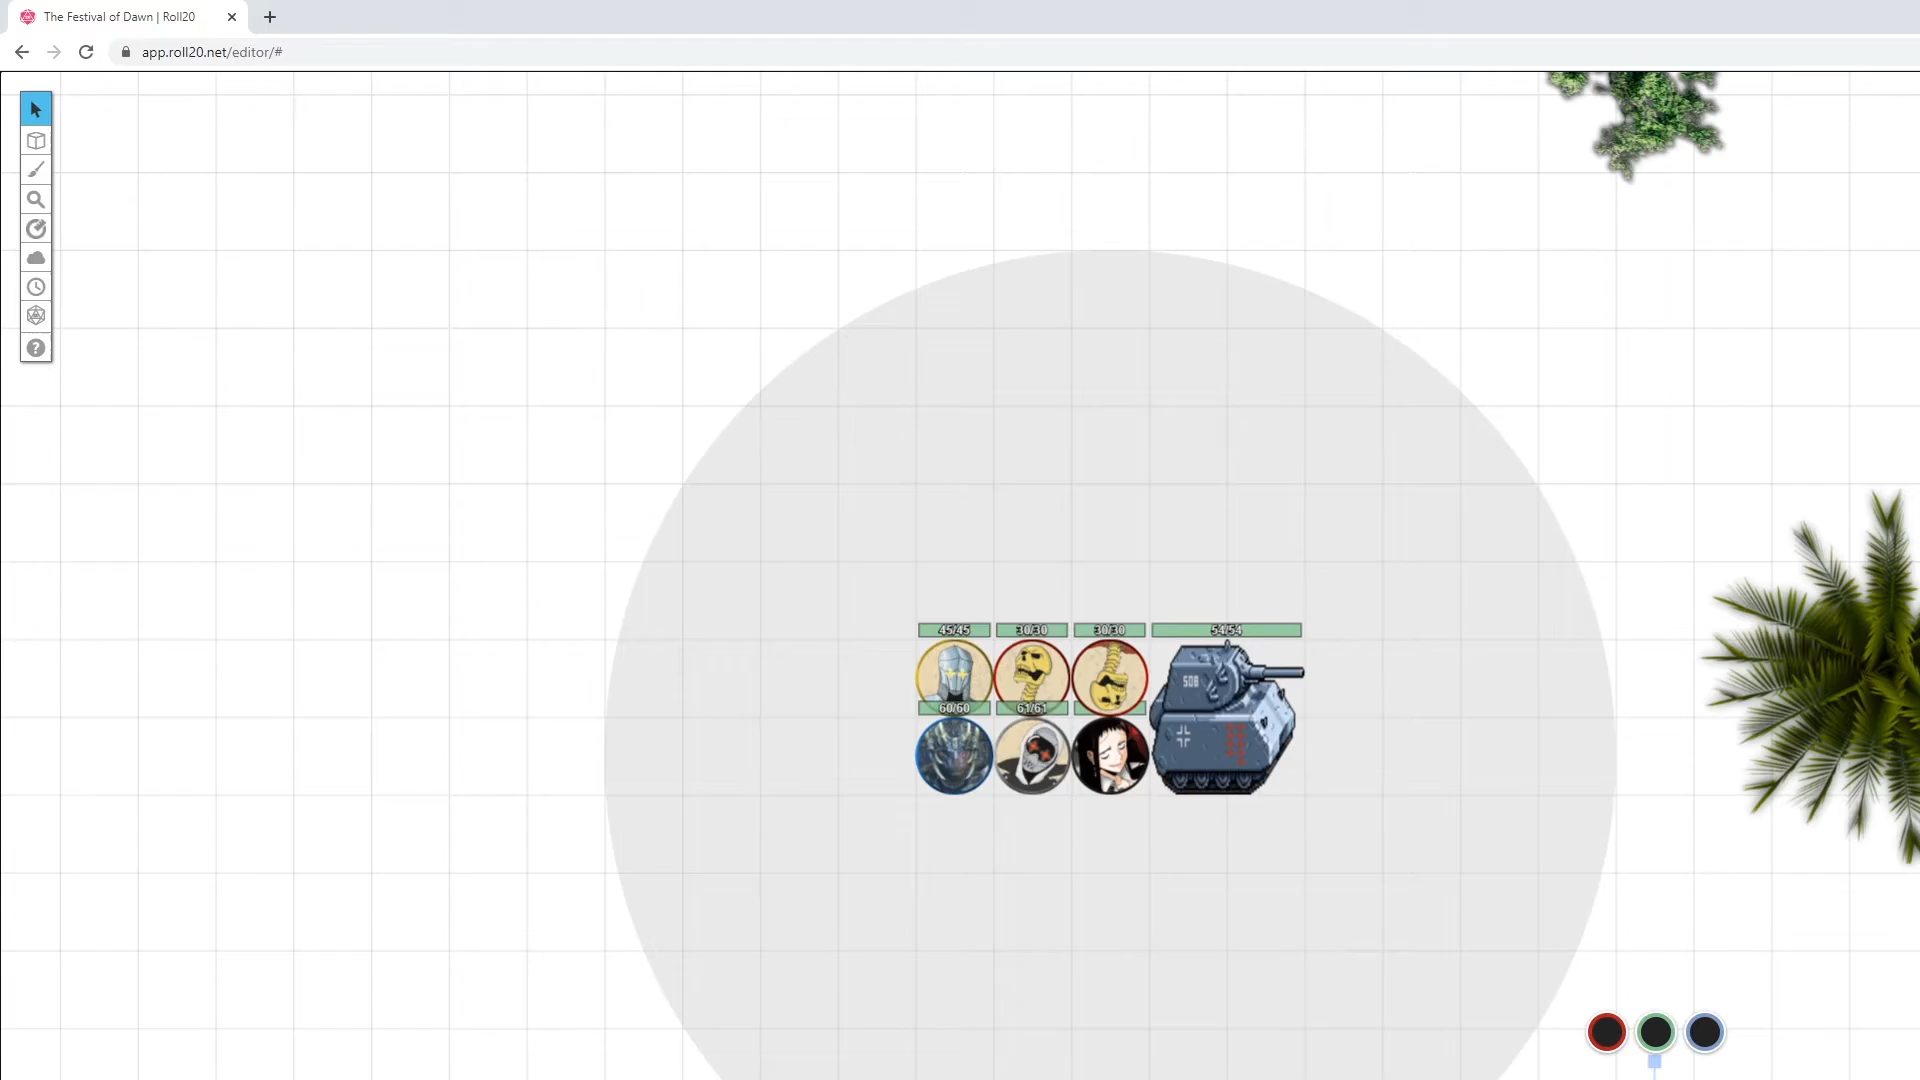 The Festival of Dawn | Roll20
app.roll20.net/editor/#
?
45/45 30/30 30/30 54/54
508
60/60 61/61